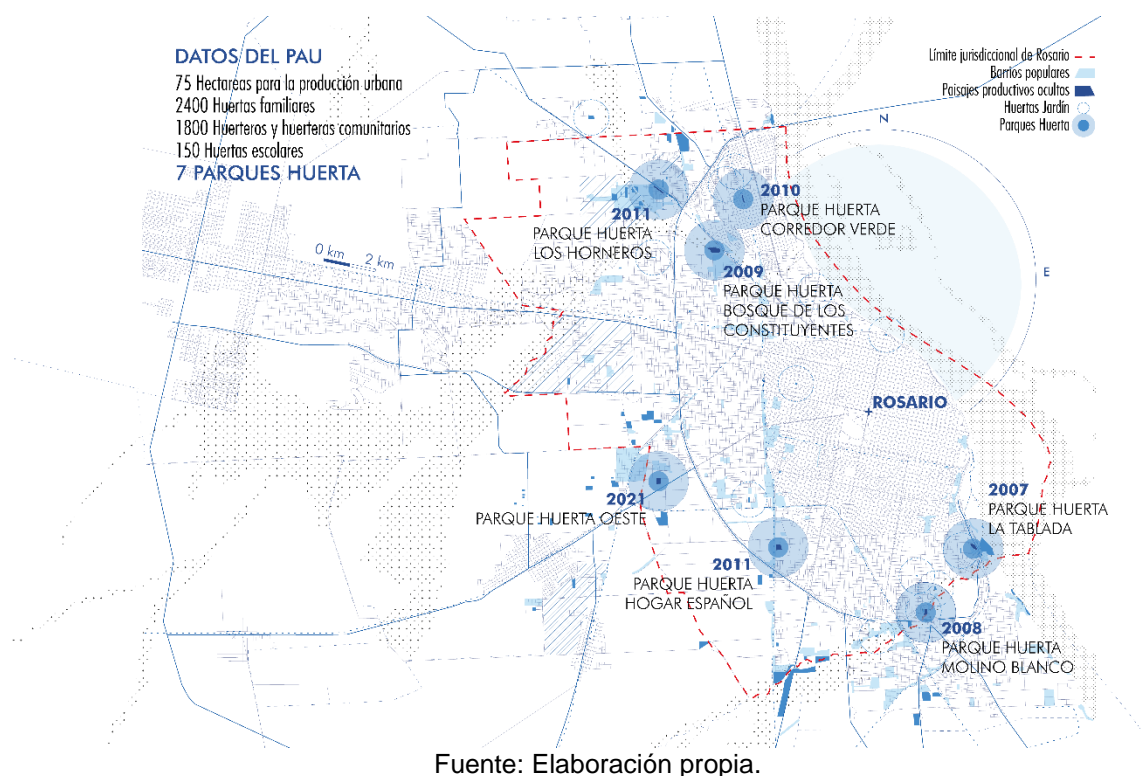 DATOS DEL PAU
75 Hectareas para la producción urbana
2400 Huertas familiares
1800 Huerteros y huerteras comunitarios
150 Huertas escolares
7 PARQUES HUERTA
Límite jurisdiccional de Rosario
Barrios populares
Paisajes productivos ocultos
Huertas Jardín
Parques Huerta
N
E
0 km
2 km
2011
PARQUE HUERTA
LOS HORNEROS
2010
PARQUE HUERTA
CORREDOR VERDE
2009
PARQUE HUERTA
BOSQUE DE LOS
CONSTITUYENTES
ROSARIO
2021
PARQUE HUERTA OESTE
2007
PARQUE HUERTA
LA TABLADA
2011
PARQUE HUERTA
HOGAR ESPAÑOL
2008
PARQUE HUERTA
MOLINO BLANCO
Fuente: Elaboración propia.